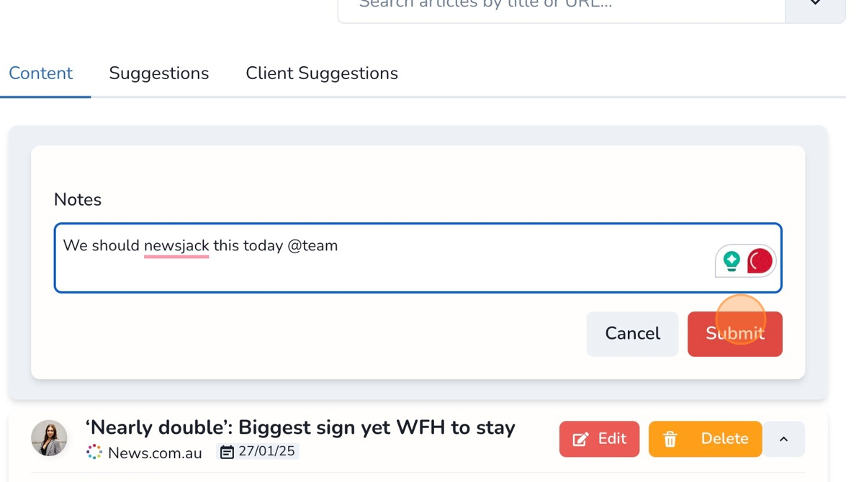 Search articles by title or URL...
Content Suggestions Client Suggestions
Notes
We should newsjack this today @team
Cancel Submit
‘Nearly double’: Biggest sign yet WFH to stay
Edit Delete
News.com.au 27/01/25